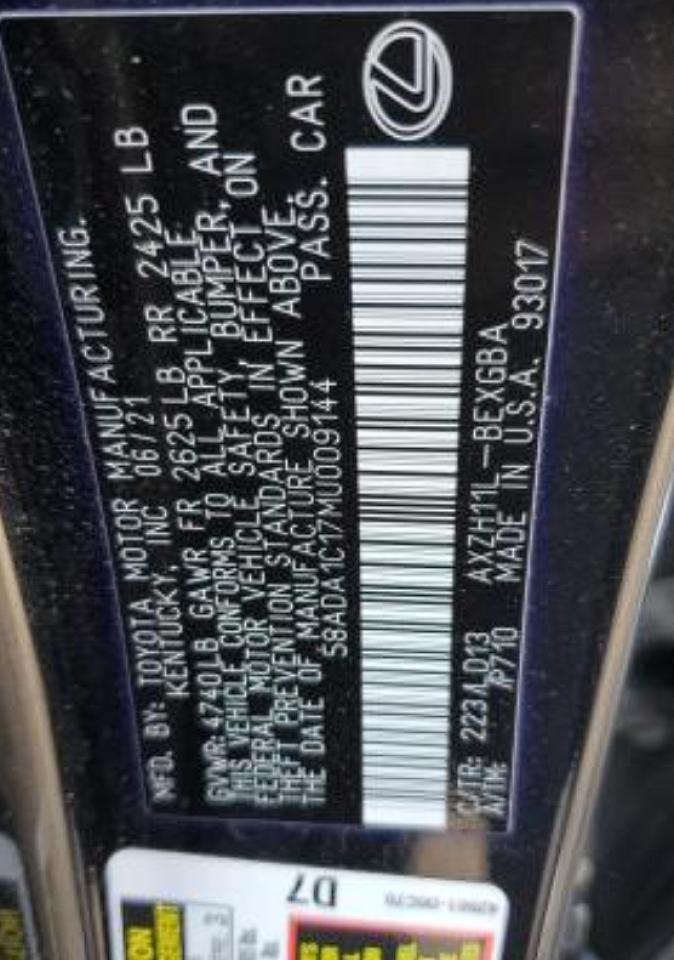 MFD. BY: TOYOTA MOTOR MANUFACTURING.
KENTUCKY, INC 06/21
GVWR: 4740LB GAWR FR 2625LB RR 2425 LB
THIS VEHICLE CONFORMS TO ALL APPLICABLE
FEDERAL MOTOR VEHICLE SAFETY, BUMPER, AND
THEFT PREVENTION STANDARDS IN EFFECT ON
THE DATE OF MANUFACTURE SHOWN ABOVE.
58ADA1C17MU009144 PASS. CAR
C/TR: 2234 LD13 AXZH11L-BEXGBA
A/TM: /P710 MADE IN U.S.A. 93017
D7